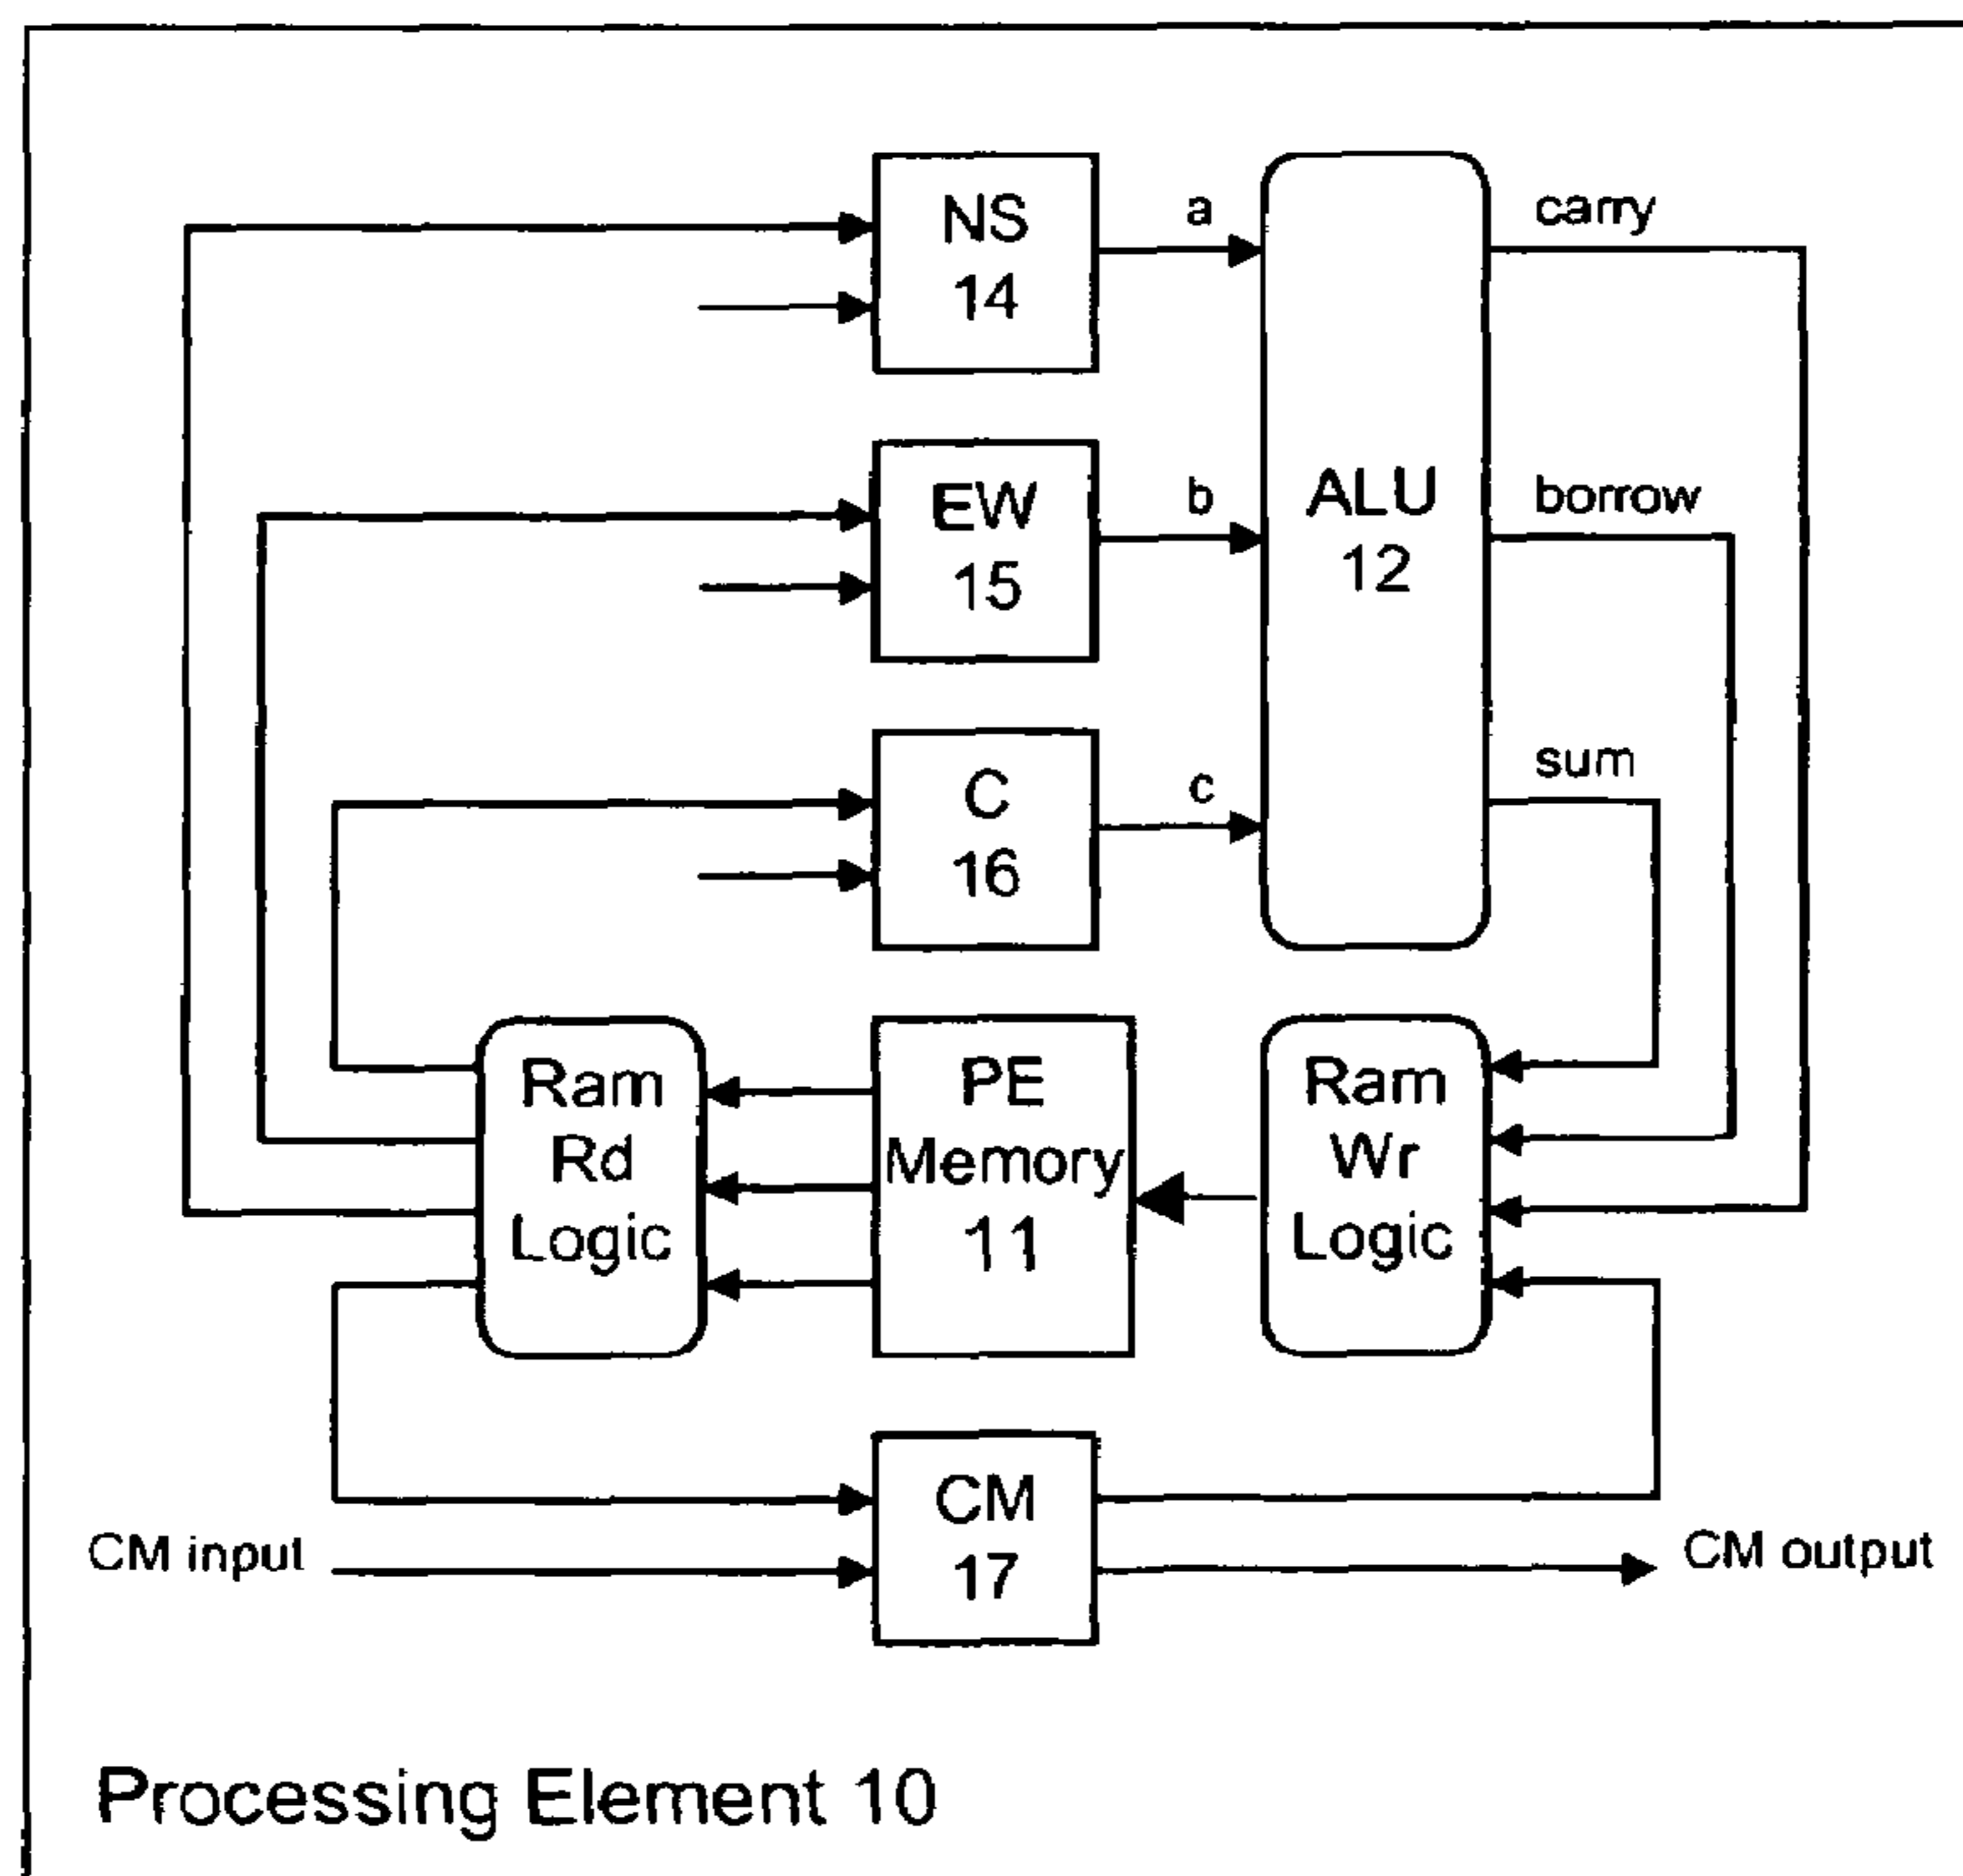 NS
14
a
carry
EW
15
b
ALU
12
borrow
C
16
c
sum
Ram
Rd
Logic
PE
Memory
11
Ram
Wr
Logic
CM
17
CM input
CM output
Processing Element 10